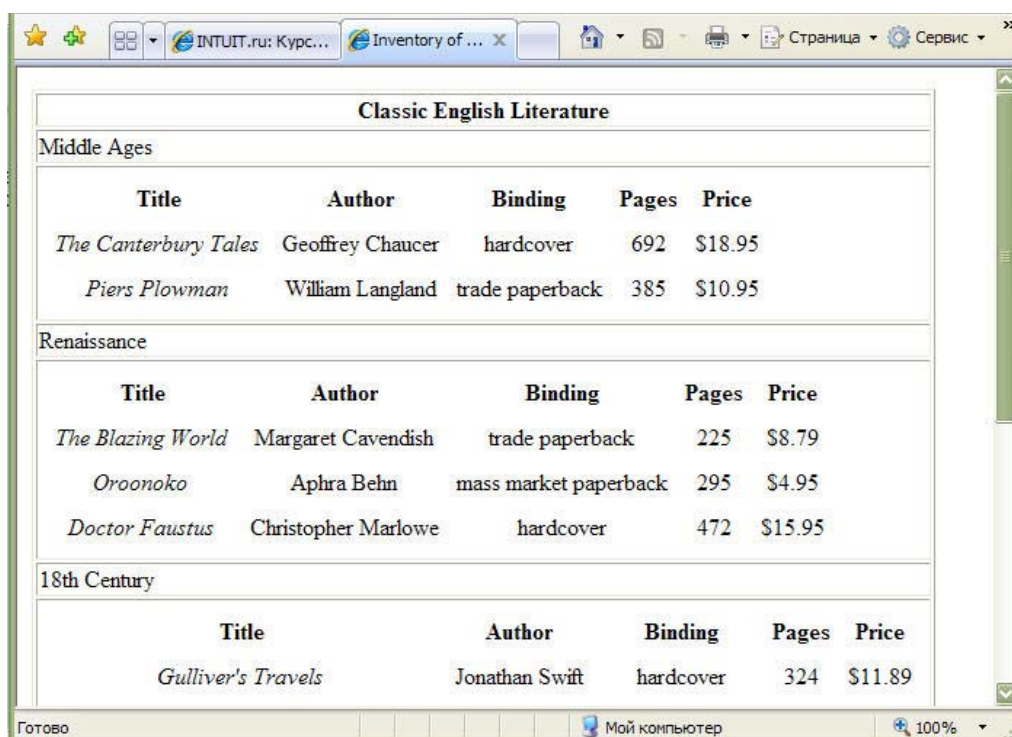 INTUIT.ru: Курс... Inventory of ... Страница Сервис
Classic English Literature
Middle Ages
Title Author Binding Pages Price
The Canterbury Tales Geoffrey Chaucer hardcover 692 $18.95
Piers Plowman William Langland trade paperback 385 $10.95
Renaissance
Title Author Binding Pages Price
The Blazing World Margaret Cavendish trade paperback 225 $8.79
Oroonoko Aphra Behn mass market paperback 295 $4.95
Doctor Faustus Christopher Marlowe hardcover 472 $15.95
18th Century
Title Author Binding Pages Price
Gulliver's Travels Jonathan Swift hardcover 324 $11.89
Готово Мой компьютер 100%